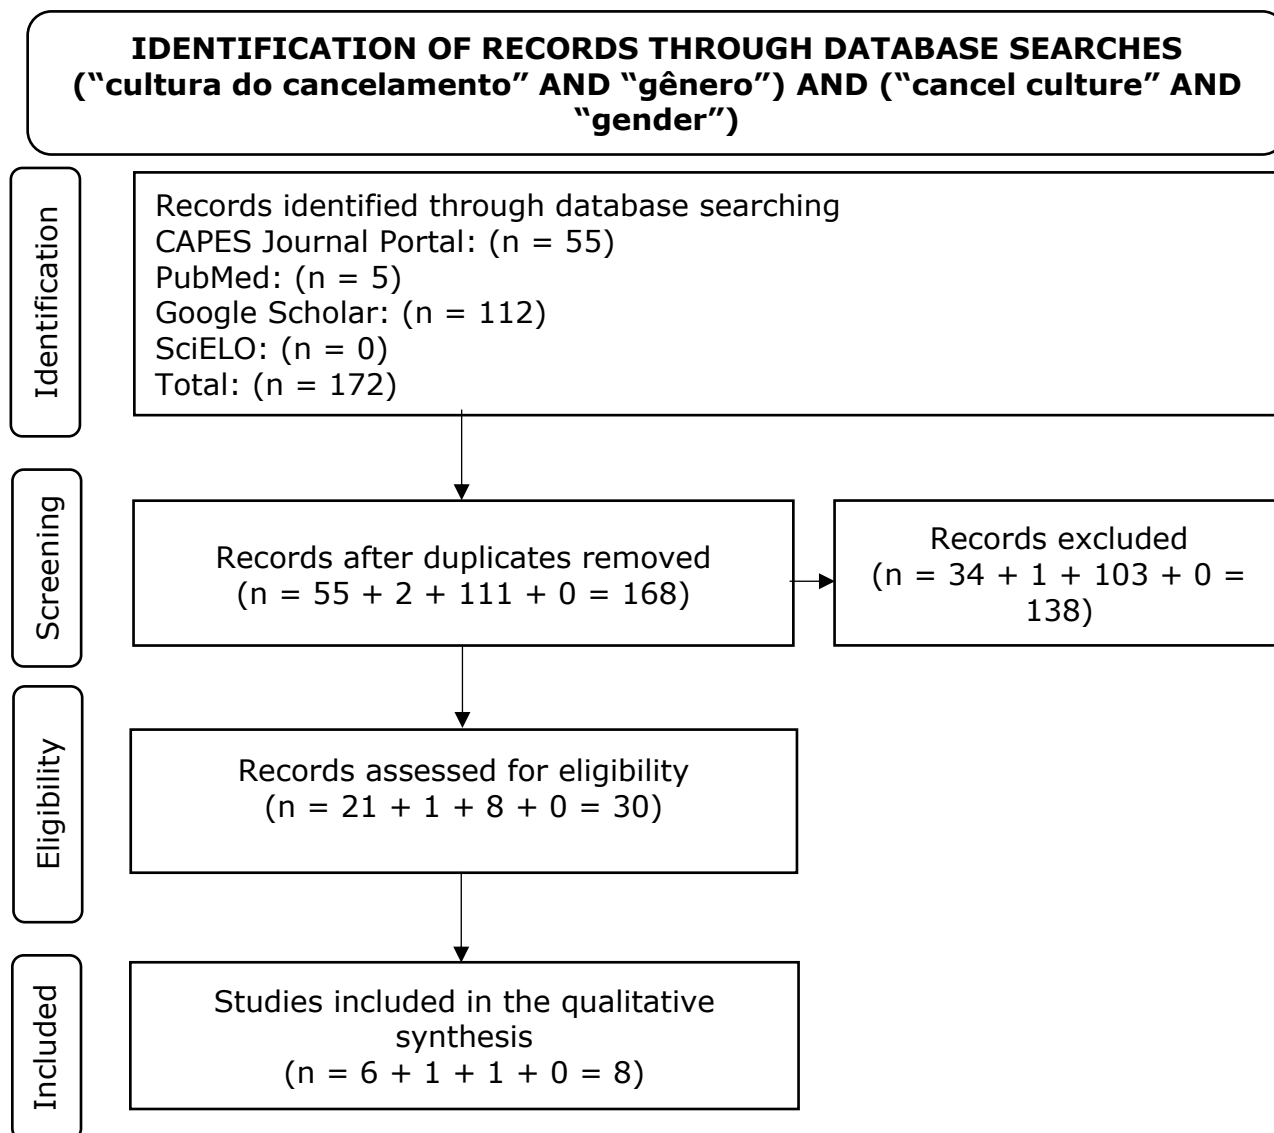 IDENTIFICATION OF RECORDS THROUGH DATABASE SEARCHES
(“cultura do cancelamento” AND “gênero”) AND (“cancel culture” AND
“gender”)
Identification
Records identified through database searching
CAPES Journal Portal: (n = 55)
PubMed: (n = 5)
Google Scholar: (n = 112)
SciELO: (n = 0)
Total: (n = 172)
Screening
Records after duplicates removed
(n = 55 + 2 + 111 + 0 = 168)
Records excluded
(n = 34 + 1 + 103 + 0 =
138)
Eligibility
Records assessed for eligibility
(n = 21 + 1 + 8 + 0 = 30)
Included
Studies included in the qualitative
synthesis
(n = 6 + 1 + 1 + 0 = 8)